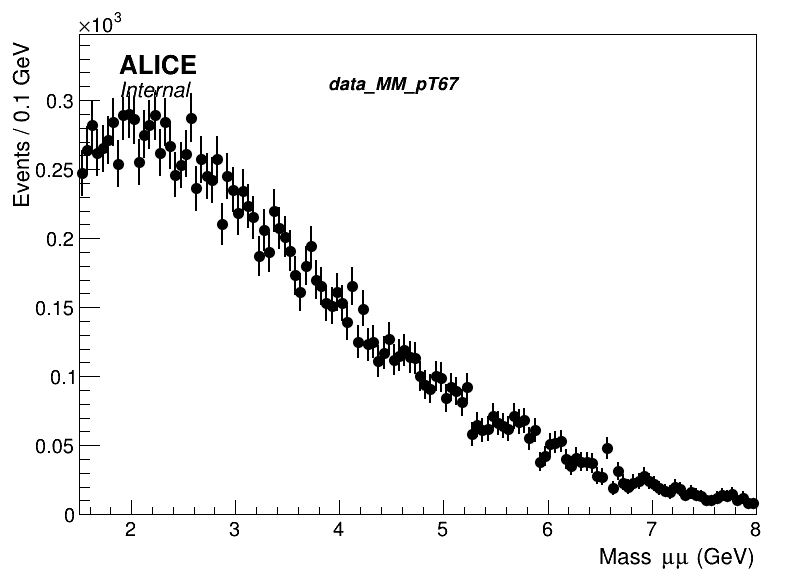 ×10³
ALICE
Internal
data_MM_pT67
Events / 0.1 GeV
0.3
0.25
0.2
0.15
0.1
0.05
0
2 3 4 5 6 7 8
Mass μμ (GeV)